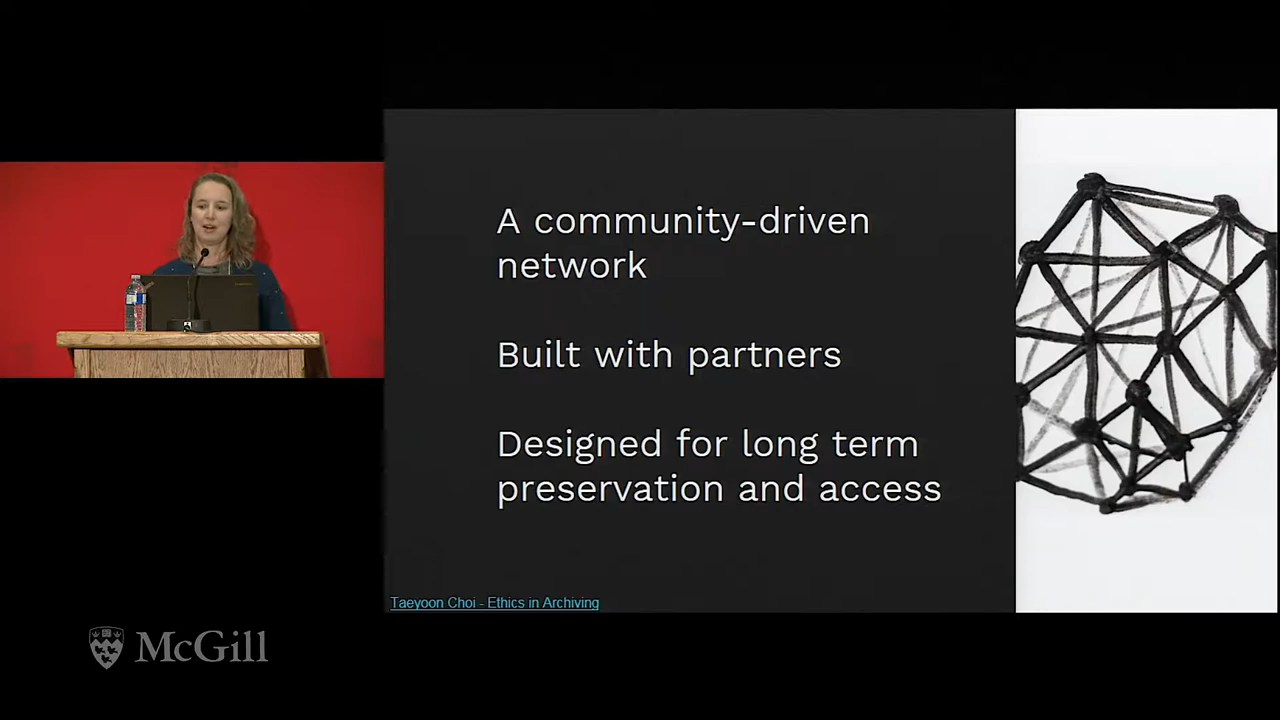 A community-driven
network
Built with partners
Designed for long term
preservation and access
Taeyoon Choi - Ethics in Archiving
McGill